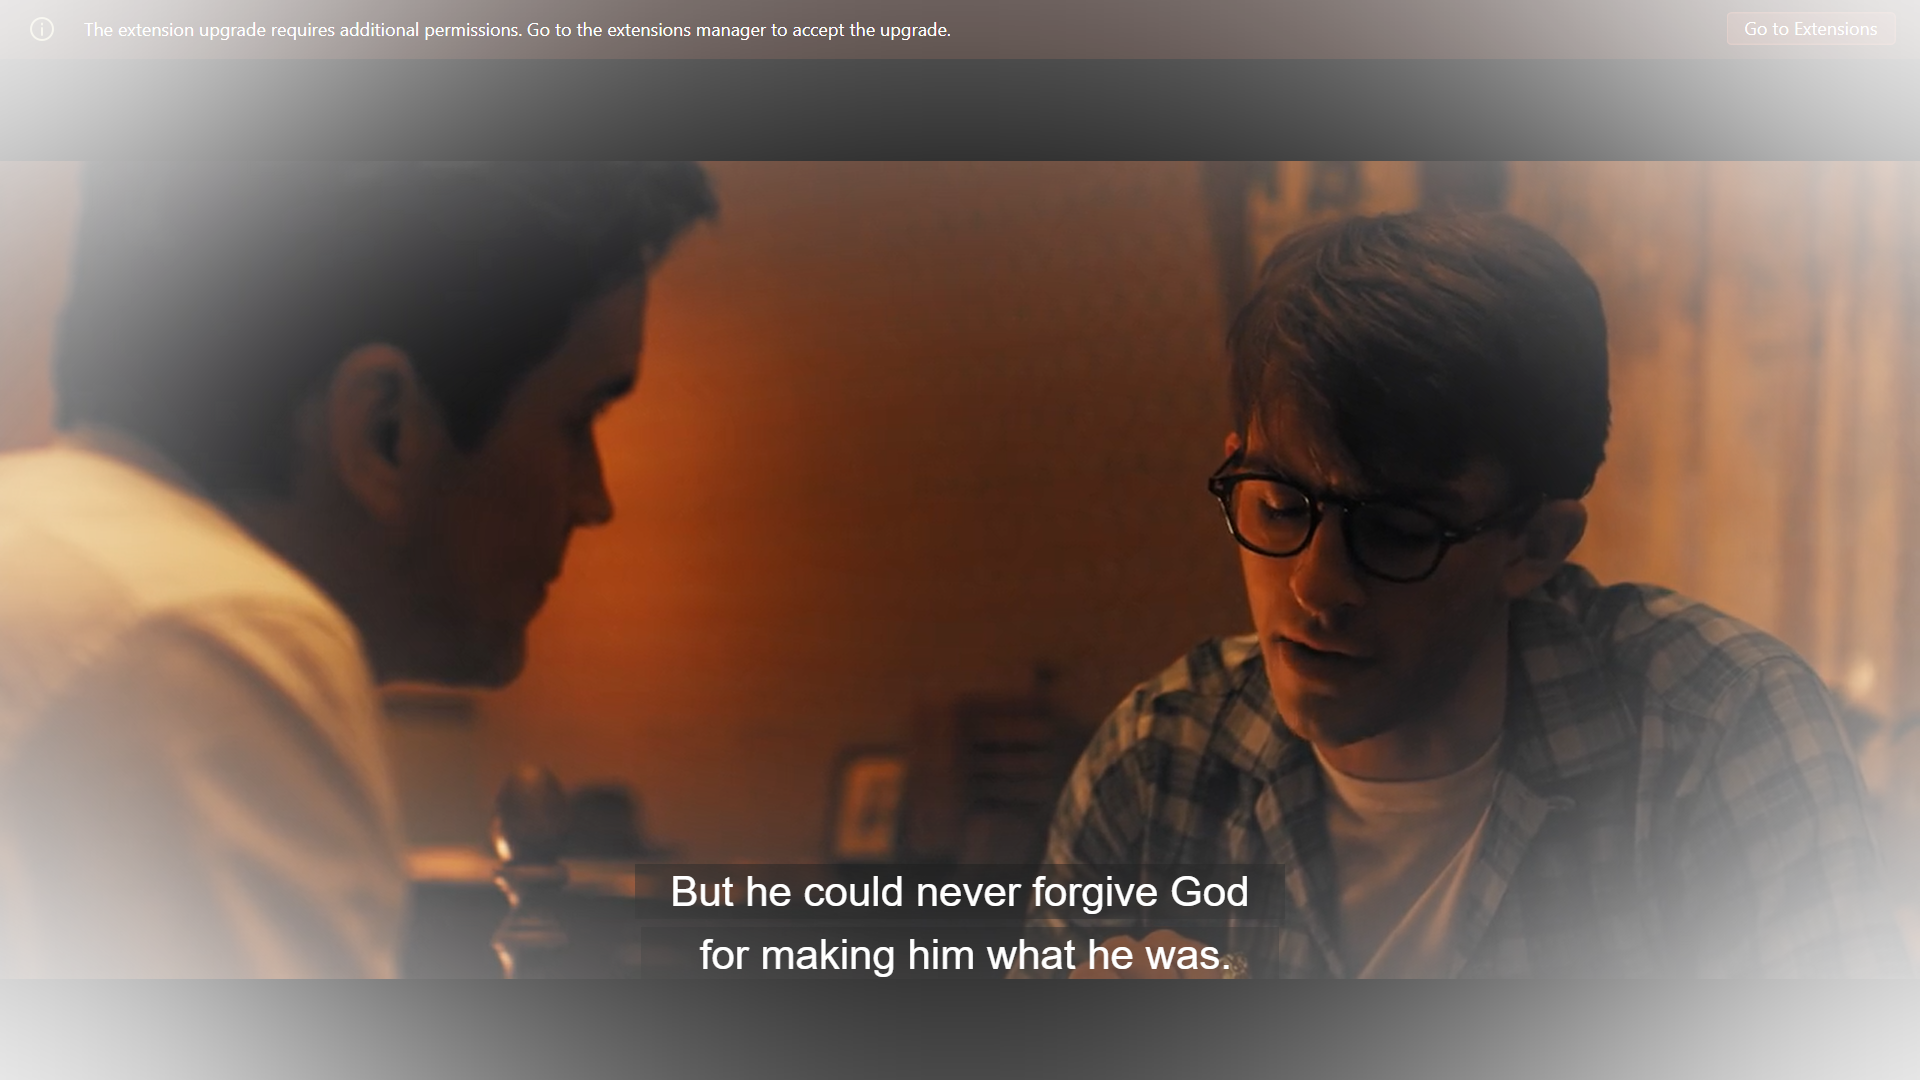 The extension upgrade requires additional permissions. Go to the extensions manager to accept the upgrade.
Go to Extensions
But he could never forgive God
for making him what he was.